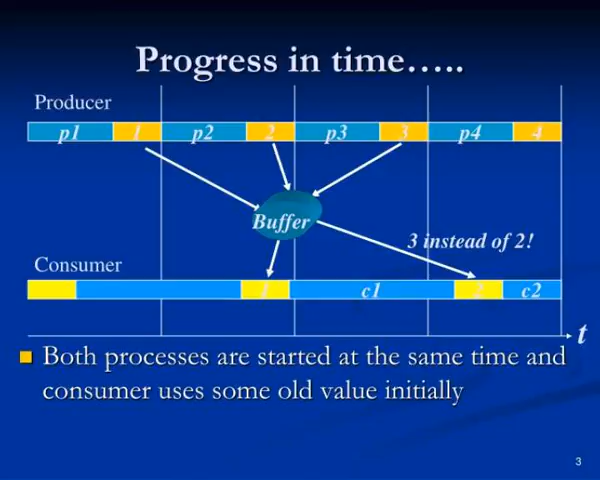 Progress in time…..
Producer
p1 1 p2 2 p3 3 p4 4
Buffer
3 instead of 2!
Consumer
1 c1 2 c2
t
Both processes are started at the same time and
consumer uses some old value initially
3